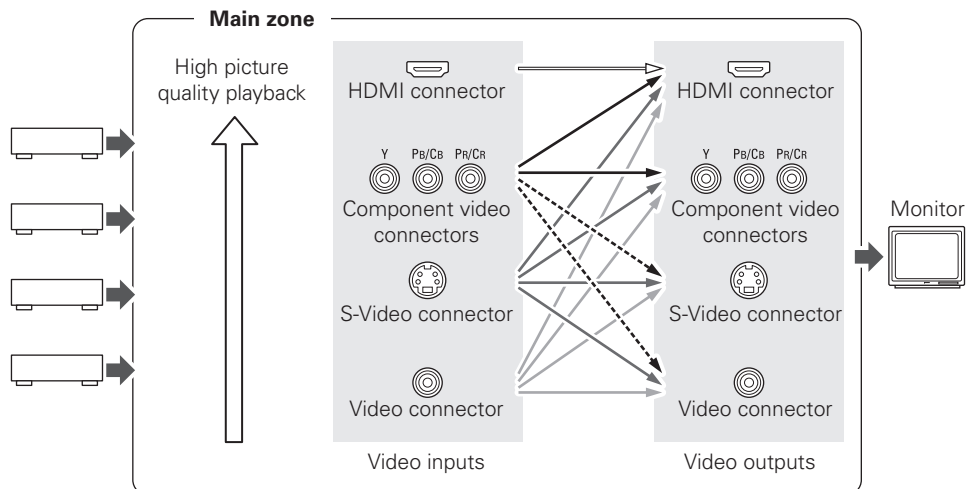 Main zone
High picture
quality playback
HDMI connector
Y PB/CB PR/CR
Component video
connectors
S-Video connector
Video connector
Video inputs
HDMI connector
Y PB/CB PR/CR
Component video
connectors
S-Video connector
Video connector
Video outputs
Monitor